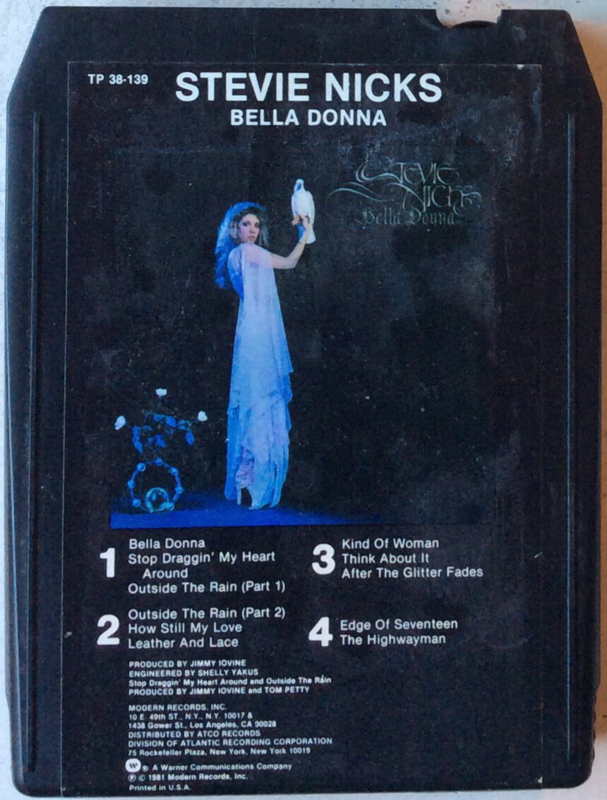 TP 38-139
STEVIE NICKS
BELLA DONNA
Stevie
Nicks
Bella Donna
1
Bella Donna
Stop Draggin' My Heart
Around
Outside The Rain (Part 1)
2
Outside The Rain (Part 2)
How Still My Love
Leather And Lace
3
Kind Of Woman
Think About It
After The Glitter Fades
4
Edge Of Seventeen
The Highwayman
PRODUCED BY JIMMY IOVINE
ENGINEERED BY SHELLY YAKUS
Stop Draggin' My Heart Around and Outside The Rain
PRODUCED BY JIMMY IOVINE and TOM PETTY
MODERN RECORDS, INC.
10 E. 49th ST., N.Y., N.Y. 10017 &
1438 Gower St., Los Angeles, CA 90028
DISTRIBUTED BY ATCO RECORDS
DIVISION OF ATLANTIC RECORDING CORPORATION
75 Rockefeller Plaza, New York, New York 10019
® A Warner Communications Company
℗ © 1981 Modern Records, Inc.
Printed in U.S.A.